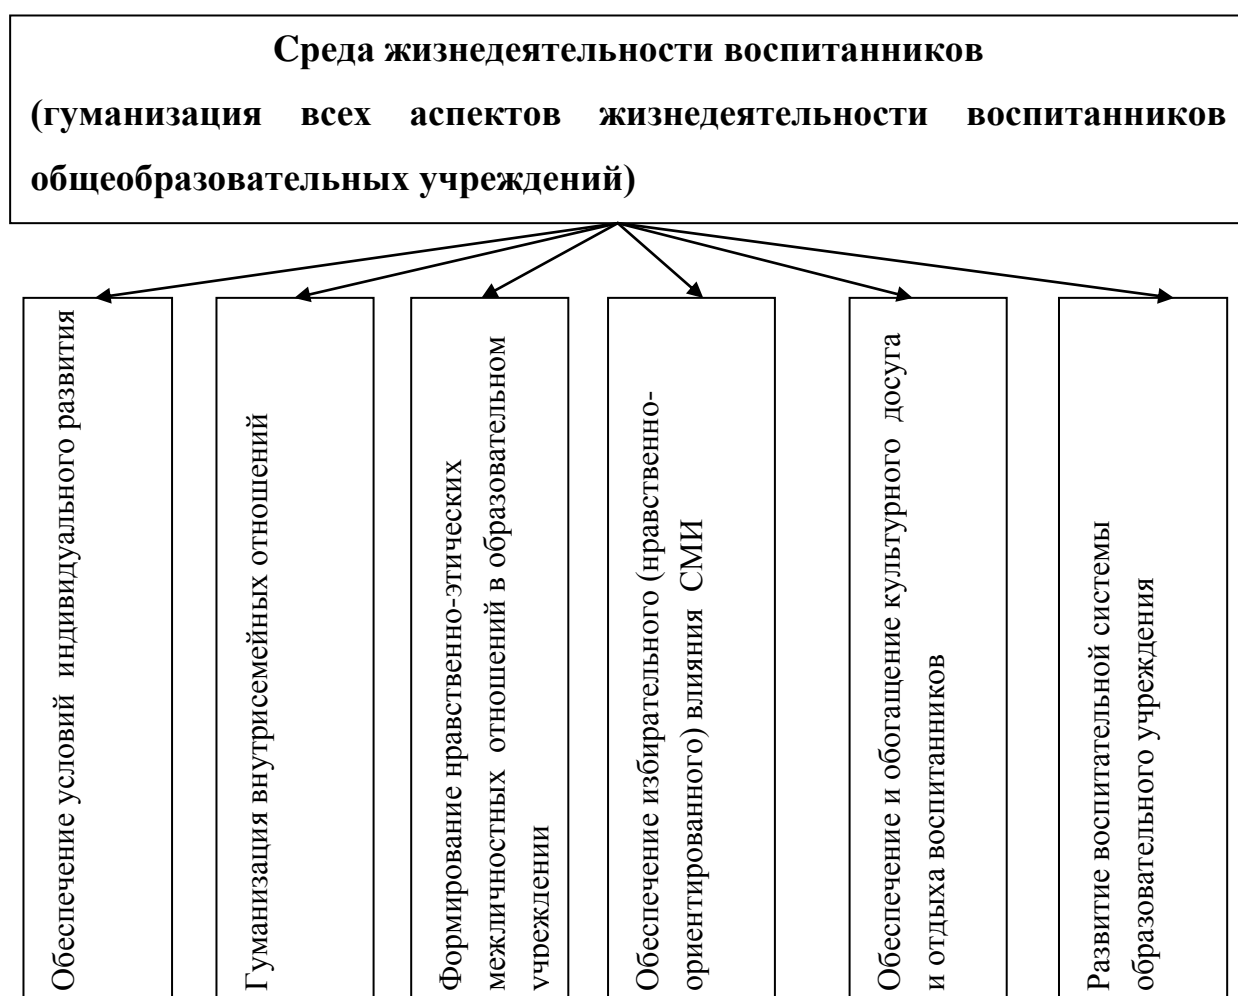 Среда жизнедеятельности воспитанников
(гуманизация всех аспектов жизнедеятельности воспитанников
общеобразовательных учреждений)
Обеспечение условий индивидуального развития
Гуманизация внутрисемейных отношений
Формирование нравственно-этических
межличностных отношений в образовательном
учреждении
Обеспечение избирательного (нравственно-
ориентированного) влияния СМИ
Обеспечение и обогащение культурного досуга
и отдыха воспитанников
Развитие воспитательной системы
образовательного учреждения